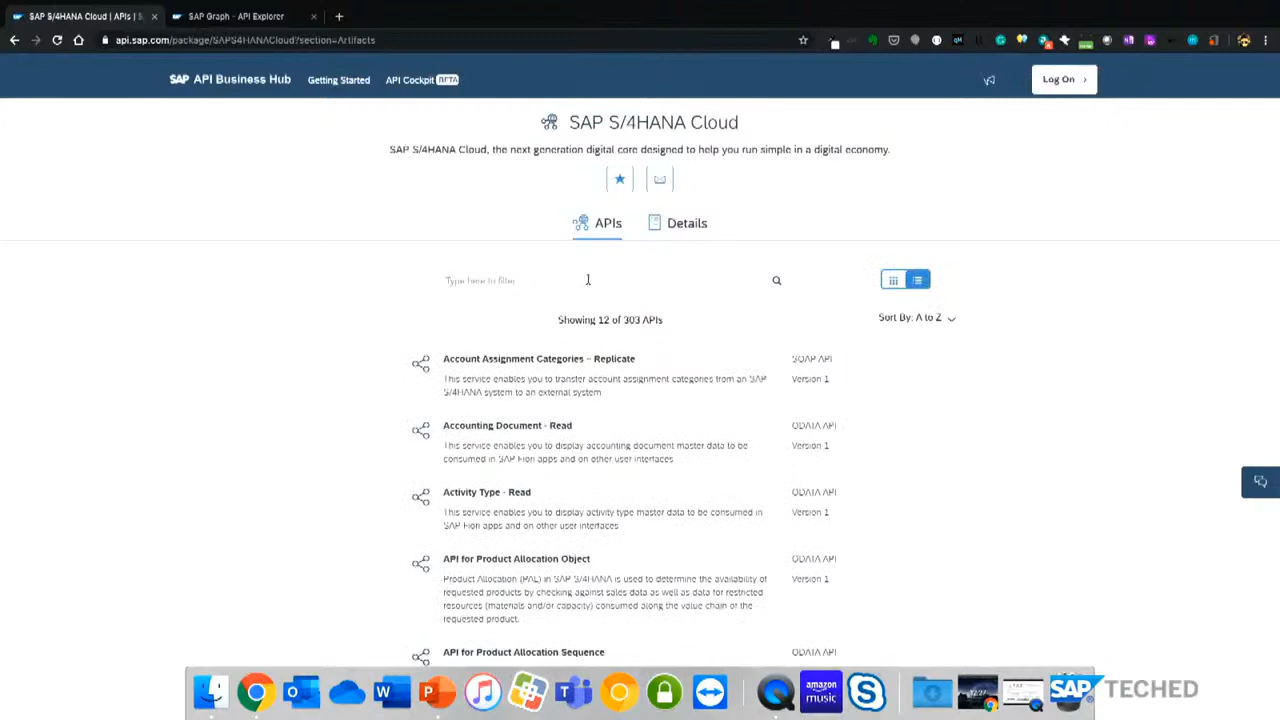 SAP S/4HANA Cloud | APIs | S
SAP Graph - API Explorer
api.sap.com/package/SAPS4HANACloud?section=Artifacts
SAP API Business Hub
Getting Started
API Cockpit BETA
Log On
SAP S/4HANA Cloud
SAP S/4HANA Cloud, the next generation digital core designed to help you run simple in a digital economy.
APIs
Details
Type here to filter
Showing 12 of 303 APIs
Sort By: A to Z
Account Assignment Categories – Replicate
SOAP API
This service enables you to transfer account assignment categories from an SAP
Version 1
S/4HANA system to an external system
Accounting Document - Read
ODATA API
This service enables you to display accounting document master data to be
Version 1
consumed in SAP Fiori apps and on other user interfaces
Activity Type - Read
ODATA API
This service enables you to display activity type master data to be consumed in
Version 1
SAP Fiori apps and on other user interfaces
API for Product Allocation Object
ODATA API
Product Allocation (PAL) in SAP S/4HANA is used to determine the availability of
Version 1
requested products by checking against sales data as well as data for restricted
resources (materials and/or capacity) consumed along the value chain of the
requested product.
API for Product Allocation Sequence
ODATA API
amazon
music
SAP TECHED